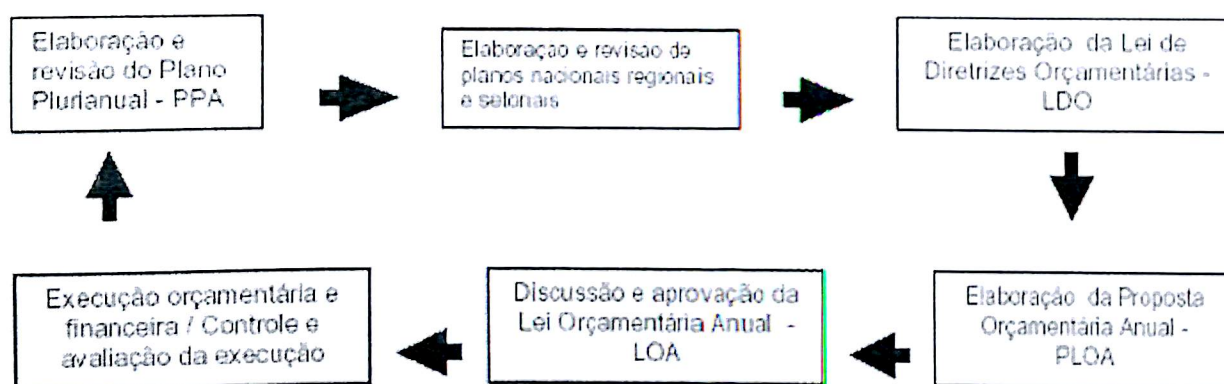 Elaboração e
revisão do Plano
Plurianual - PPA
Elaboração e revisão de
planos nacionais regionais
e setoriais
Elaboração da Lei de
Diretrizes Orçamentárias -
LDO
Elaboração da Proposta
Orçamentária Anual -
PLOA
Discussão e aprovação da
Lei Orçamentária Anual -
LOA
Execução orçamentária e
financeira / Controle e
avaliação da execução